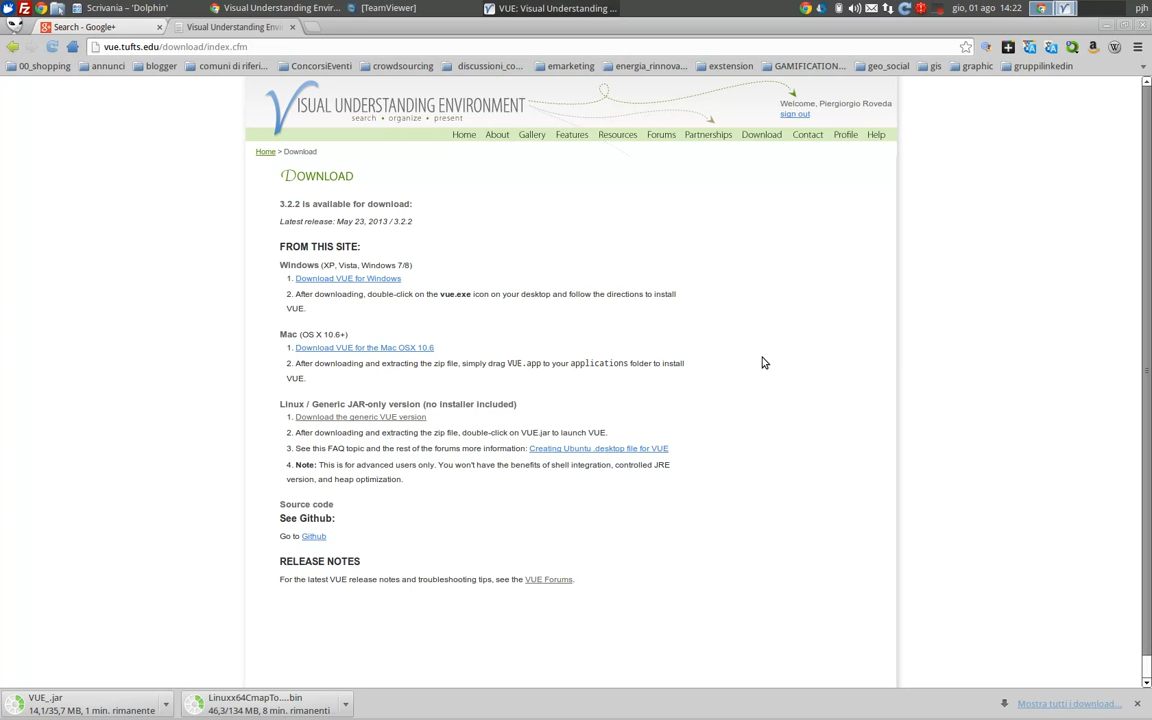 Scrivania - 'Dolphin'
Visual Understanding Envir...
[TeamViewer]
VUE: Visual Understanding ...
gio, 01 ago 14:22
pjh
Search - Google+
Visual Understanding Envi
vue.tufts.edu/download/index.cfm
00_shopping
annunci
blogger
comuni di riferi...
ConcorsiEventi
crowdsourcing
discussioni_co...
emarketing
energia_rinnova...
exstension
GAMIFICATION...
geo_social
gis
graphic
gruppilinkedin
VISUAL UNDERSTANDING ENVIRONMENT
search • organize • present
Welcome, Piergiorgio Roveda
sign out
Home About Gallery Features Resources Forums Partnerships Download Contact Profile Help
Home > Download
DOWNLOAD
3.2.2 is available for download:
Latest release: May 23, 2013 / 3.2.2
FROM THIS SITE:
Windows (XP, Vista, Windows 7/8)
1. Download VUE for Windows
2. After downloading, double-click on the vue.exe icon on your desktop and follow the directions to install
VUE.
Mac (OS X 10.6+)
1. Download VUE for the Mac OSX 10.6
2. After downloading and extracting the zip file, simply drag VUE.app to your applications folder to install
VUE.
Linux / Generic JAR-only version (no installer included)
1. Download the generic VUE version
2. After downloading and extracting the zip file, double-click on VUE.jar to launch VUE.
3. See this FAQ topic and the rest of the forums more information: Creating Ubuntu .desktop file for VUE
4. Note: This is for advanced users only. You won't have the benefits of shell integration, controlled JRE
version, and heap optimization.
Source code
See Github:
Go to Github
RELEASE NOTES
For the latest VUE release notes and troubleshooting tips, see the VUE Forums.
VUE_.jar
14,1/35,7 MB, 1 min. rimanente
Linuxx64CmapTo....bin
46,3/134 MB, 8 min. rimanenti
Mostra tutti i download...